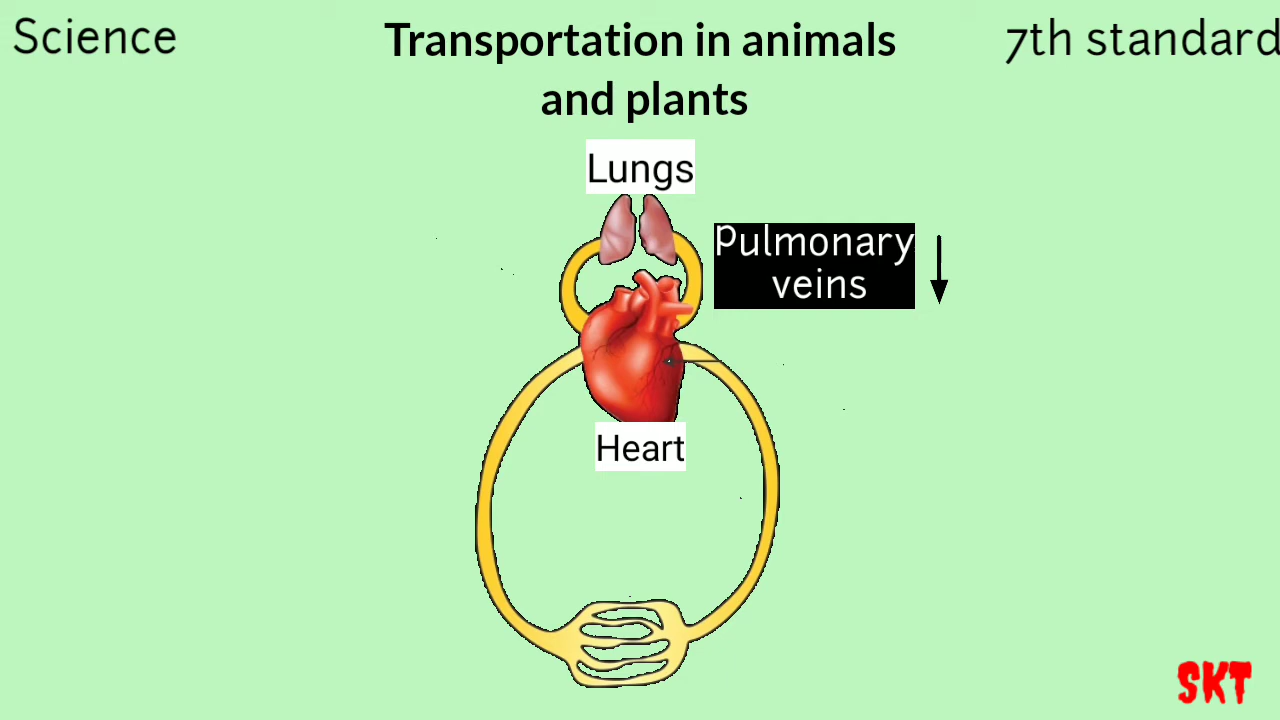 Science
Transportation in animals
and plants
7th standard
Lungs
Pulmonary
veins
Heart
SKT